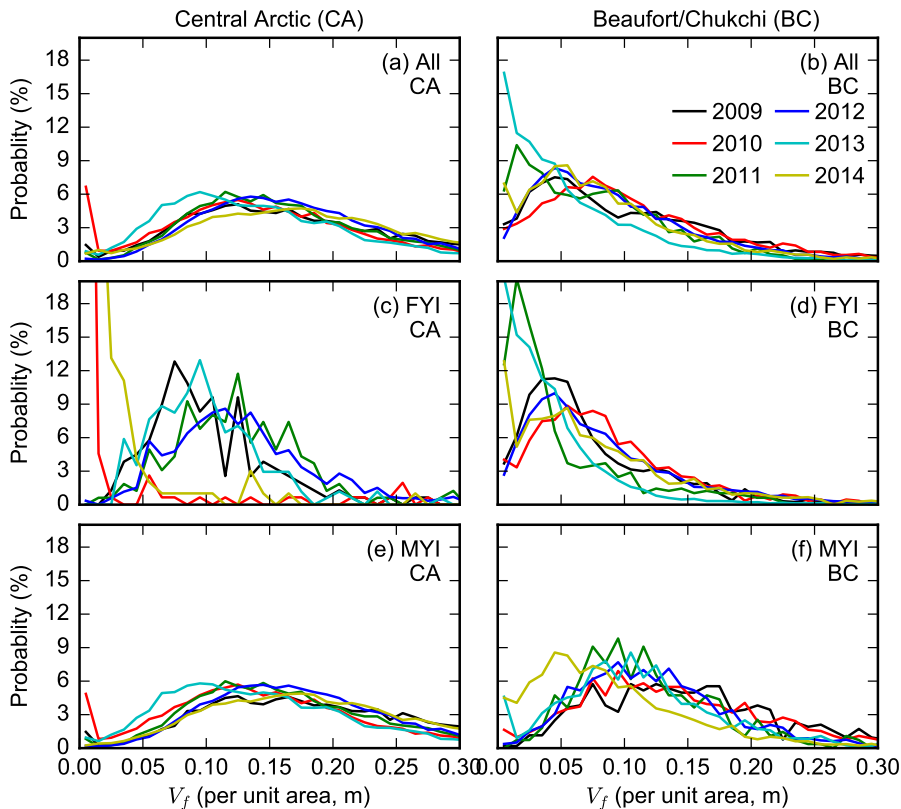 Central Arctic (CA)
Beaufort/Chukchi (BC)
Probablity (%)
18
15
12
9
6
3
0
(a) All
CA
(b) All
BC
2009
2012
2010
2013
2011
2014
Probablity (%)
18
15
12
9
6
3
0
(c) FYI
CA
(d) FYI
BC
Probablity (%)
18
15
12
9
6
3
0
(e) MYI
CA
(f) MYI
BC
0.00 0.05 0.10 0.15 0.20 0.25 0.30
0.00 0.05 0.10 0.15 0.20 0.25 0.30
V_f (per unit area, m)
V_f (per unit area, m)